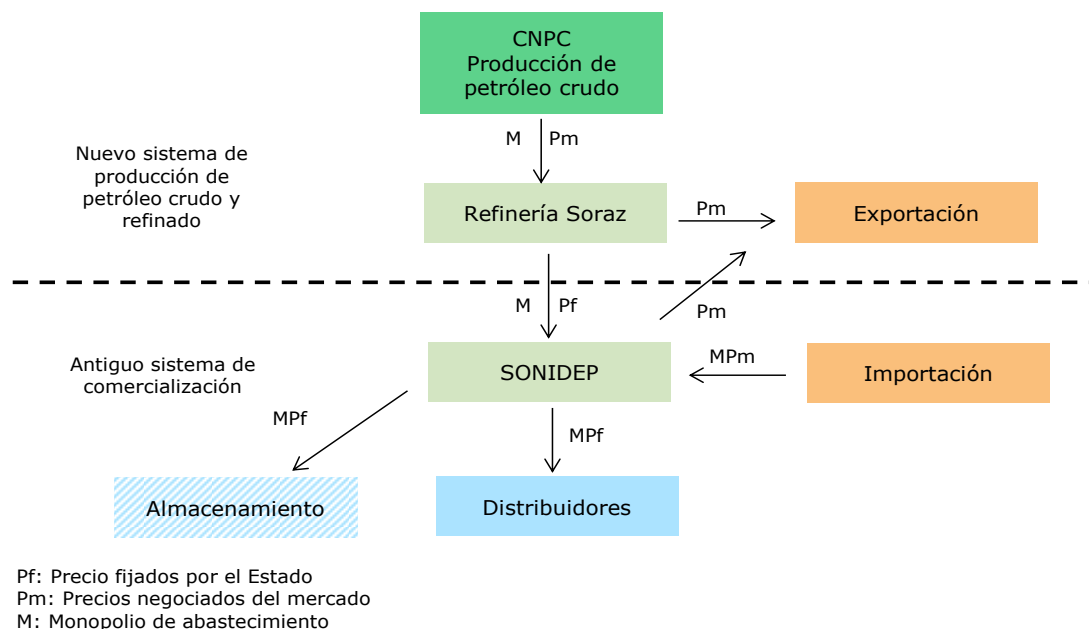 CNPC
Producción de
petróleo crudo
M
Pm
Nuevo sistema de
producción de
petróleo crudo y
refinado
Refinería Soraz
Pm
Exportación
M
Pf
Pm
Antiguo sistema de
comercialización
SONIDEP
MPm
Importación
MPf
MPf
Almacenamiento
Distribuidores
Pf: Precio fijados por el Estado
Pm: Precios negociados del mercado
M: Monopolio de abastecimiento